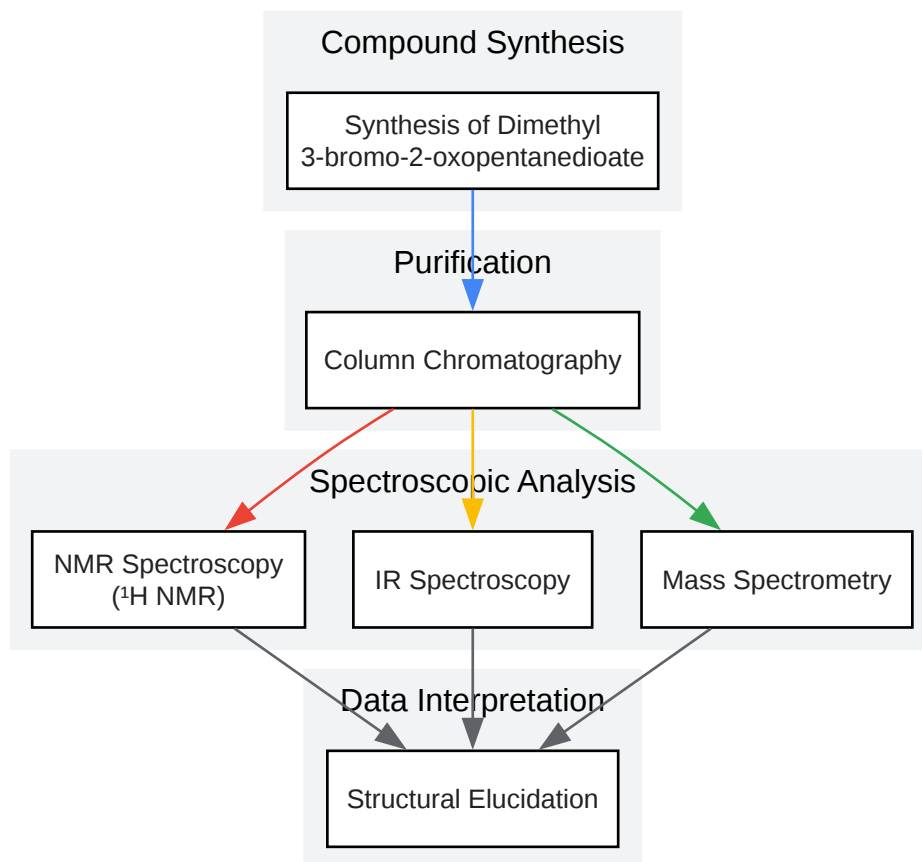 Compound Synthesis
Synthesis of Dimethyl
3-bromo-2-oxopentanedioate
Purification
Column Chromatography
Spectroscopic Analysis
NMR Spectroscopy
(¹H NMR)
IR Spectroscopy
Mass Spectrometry
Data Interpretation
Structural Elucidation